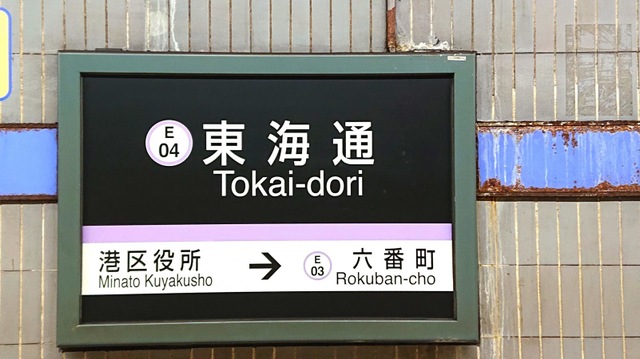 E
04
東海通
Tokai-dori
港区役所 → E 03 六番町
Minato Kuyakusho Rokuban-cho